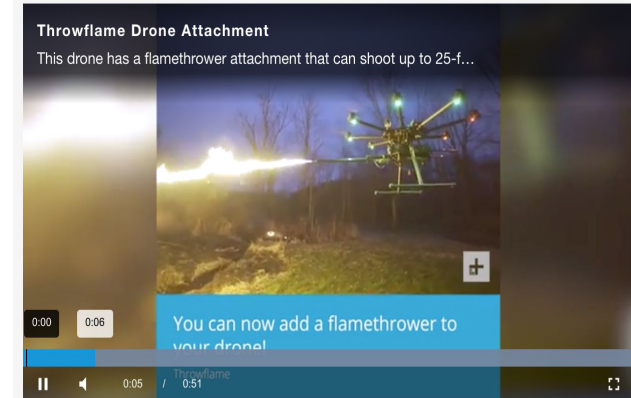 Throwflame Drone Attachment
This drone has a flamethrower attachment that can shoot up to 25-f...
You can now add a flamethrower to
your drone!
Throwflame
0:00
0:06
0:05 / 0:51